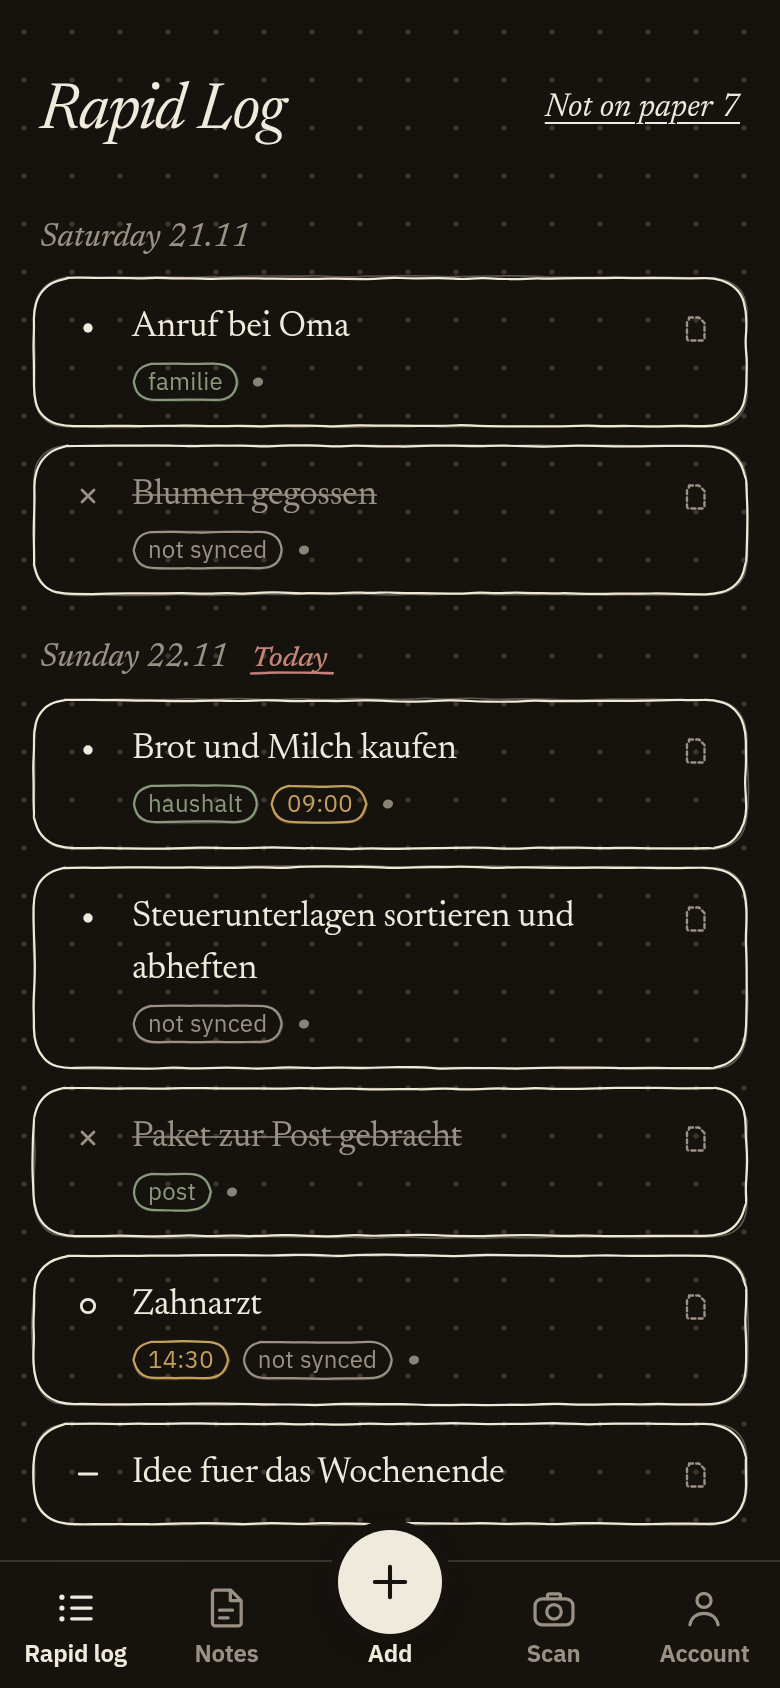 Rapid Log
Not on paper 7
Saturday 21.11
Anruf bei Oma
familie
Blumen gegossen
not synced
Sunday 22.11 Today
Brot und Milch kaufen
haushalt 09:00
Steuerunterlagen sortieren und
abheften
not synced
Paket zur Post gebracht
post
Zahnarzt
14:30 not synced
Idee fuer das Wochenende
Rapid log Notes Add Scan Account